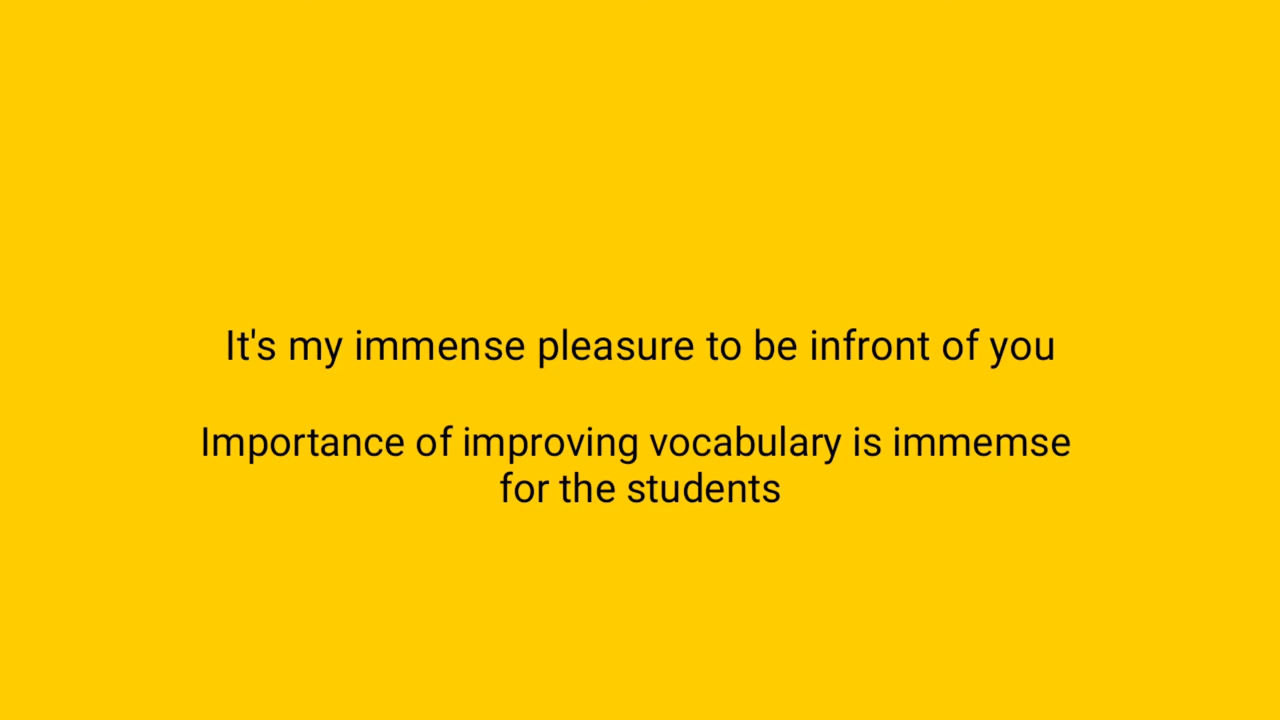 It's my immense pleasure to be infront of you
Importance of improving vocabulary is immemse
for the students